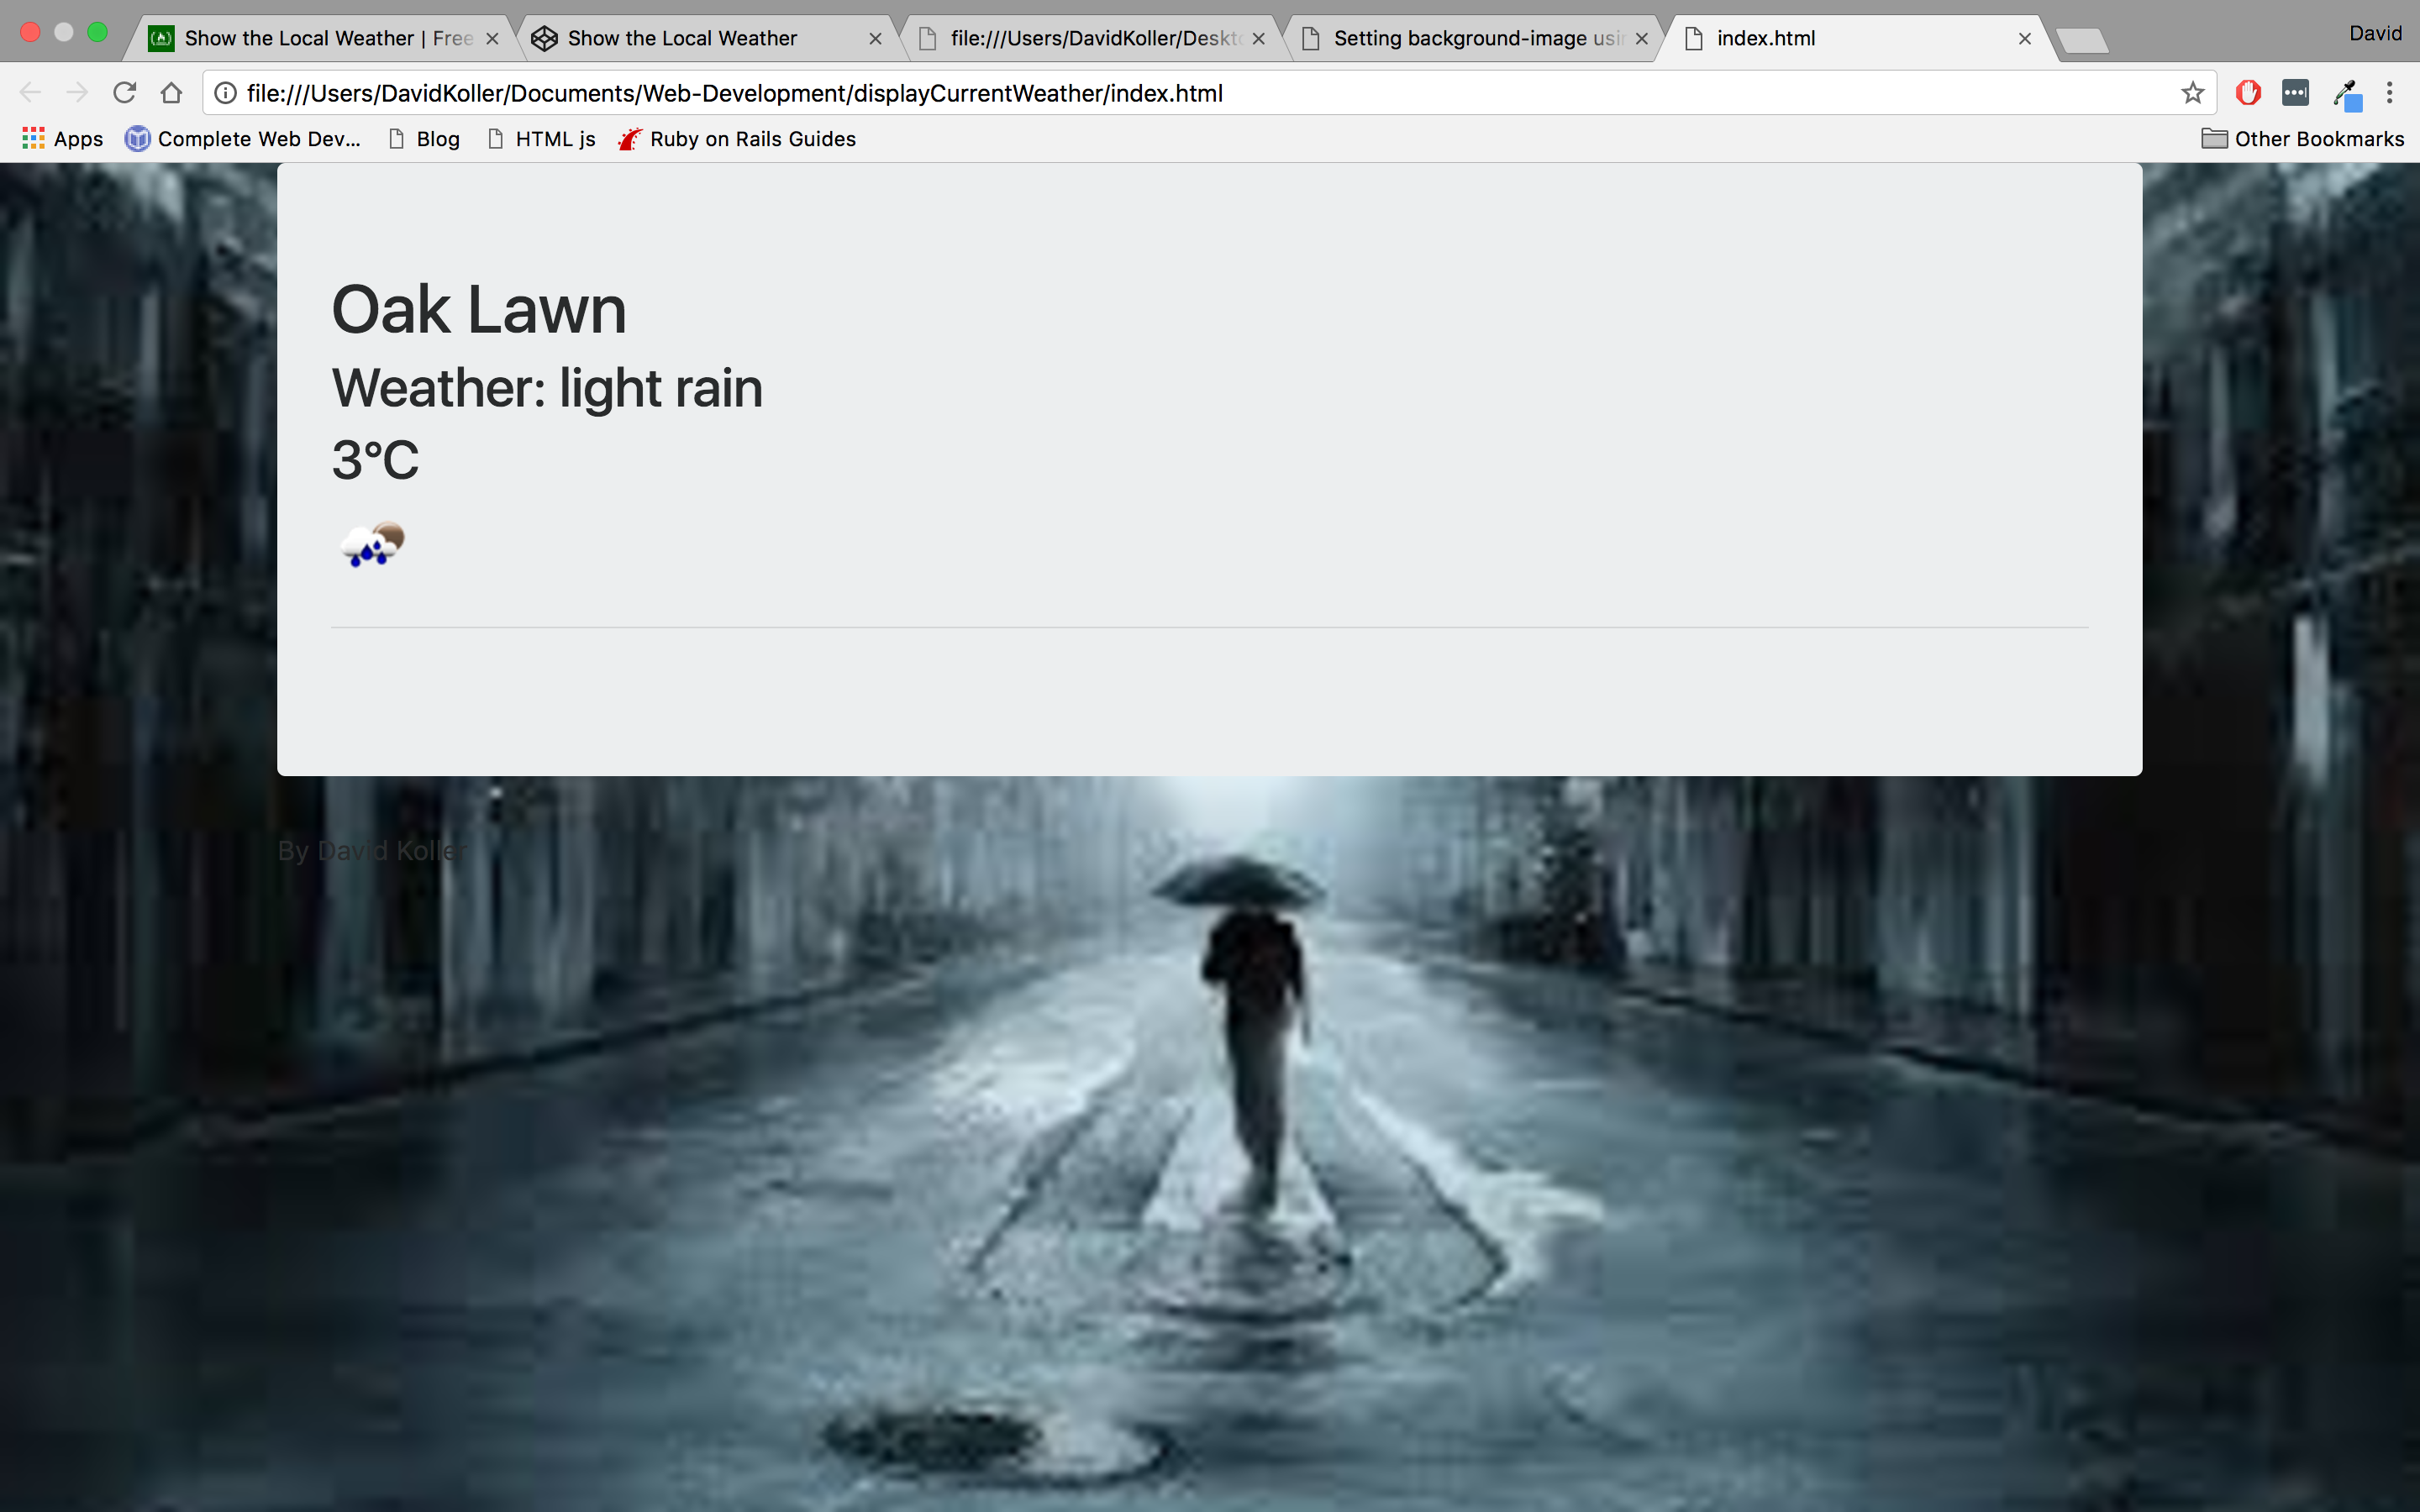 Show the Local Weather | Free
Show the Local Weather
file:///Users/DavidKoller/Deskto
Setting background-image usin
index.html
David
file:///Users/DavidKoller/Documents/Web-Development/displayCurrentWeather/index.html
Apps
Complete Web Dev...
Blog
HTML js
Ruby on Rails Guides
Other Bookmarks
Oak Lawn
Weather: light rain
3°C
By David Koller